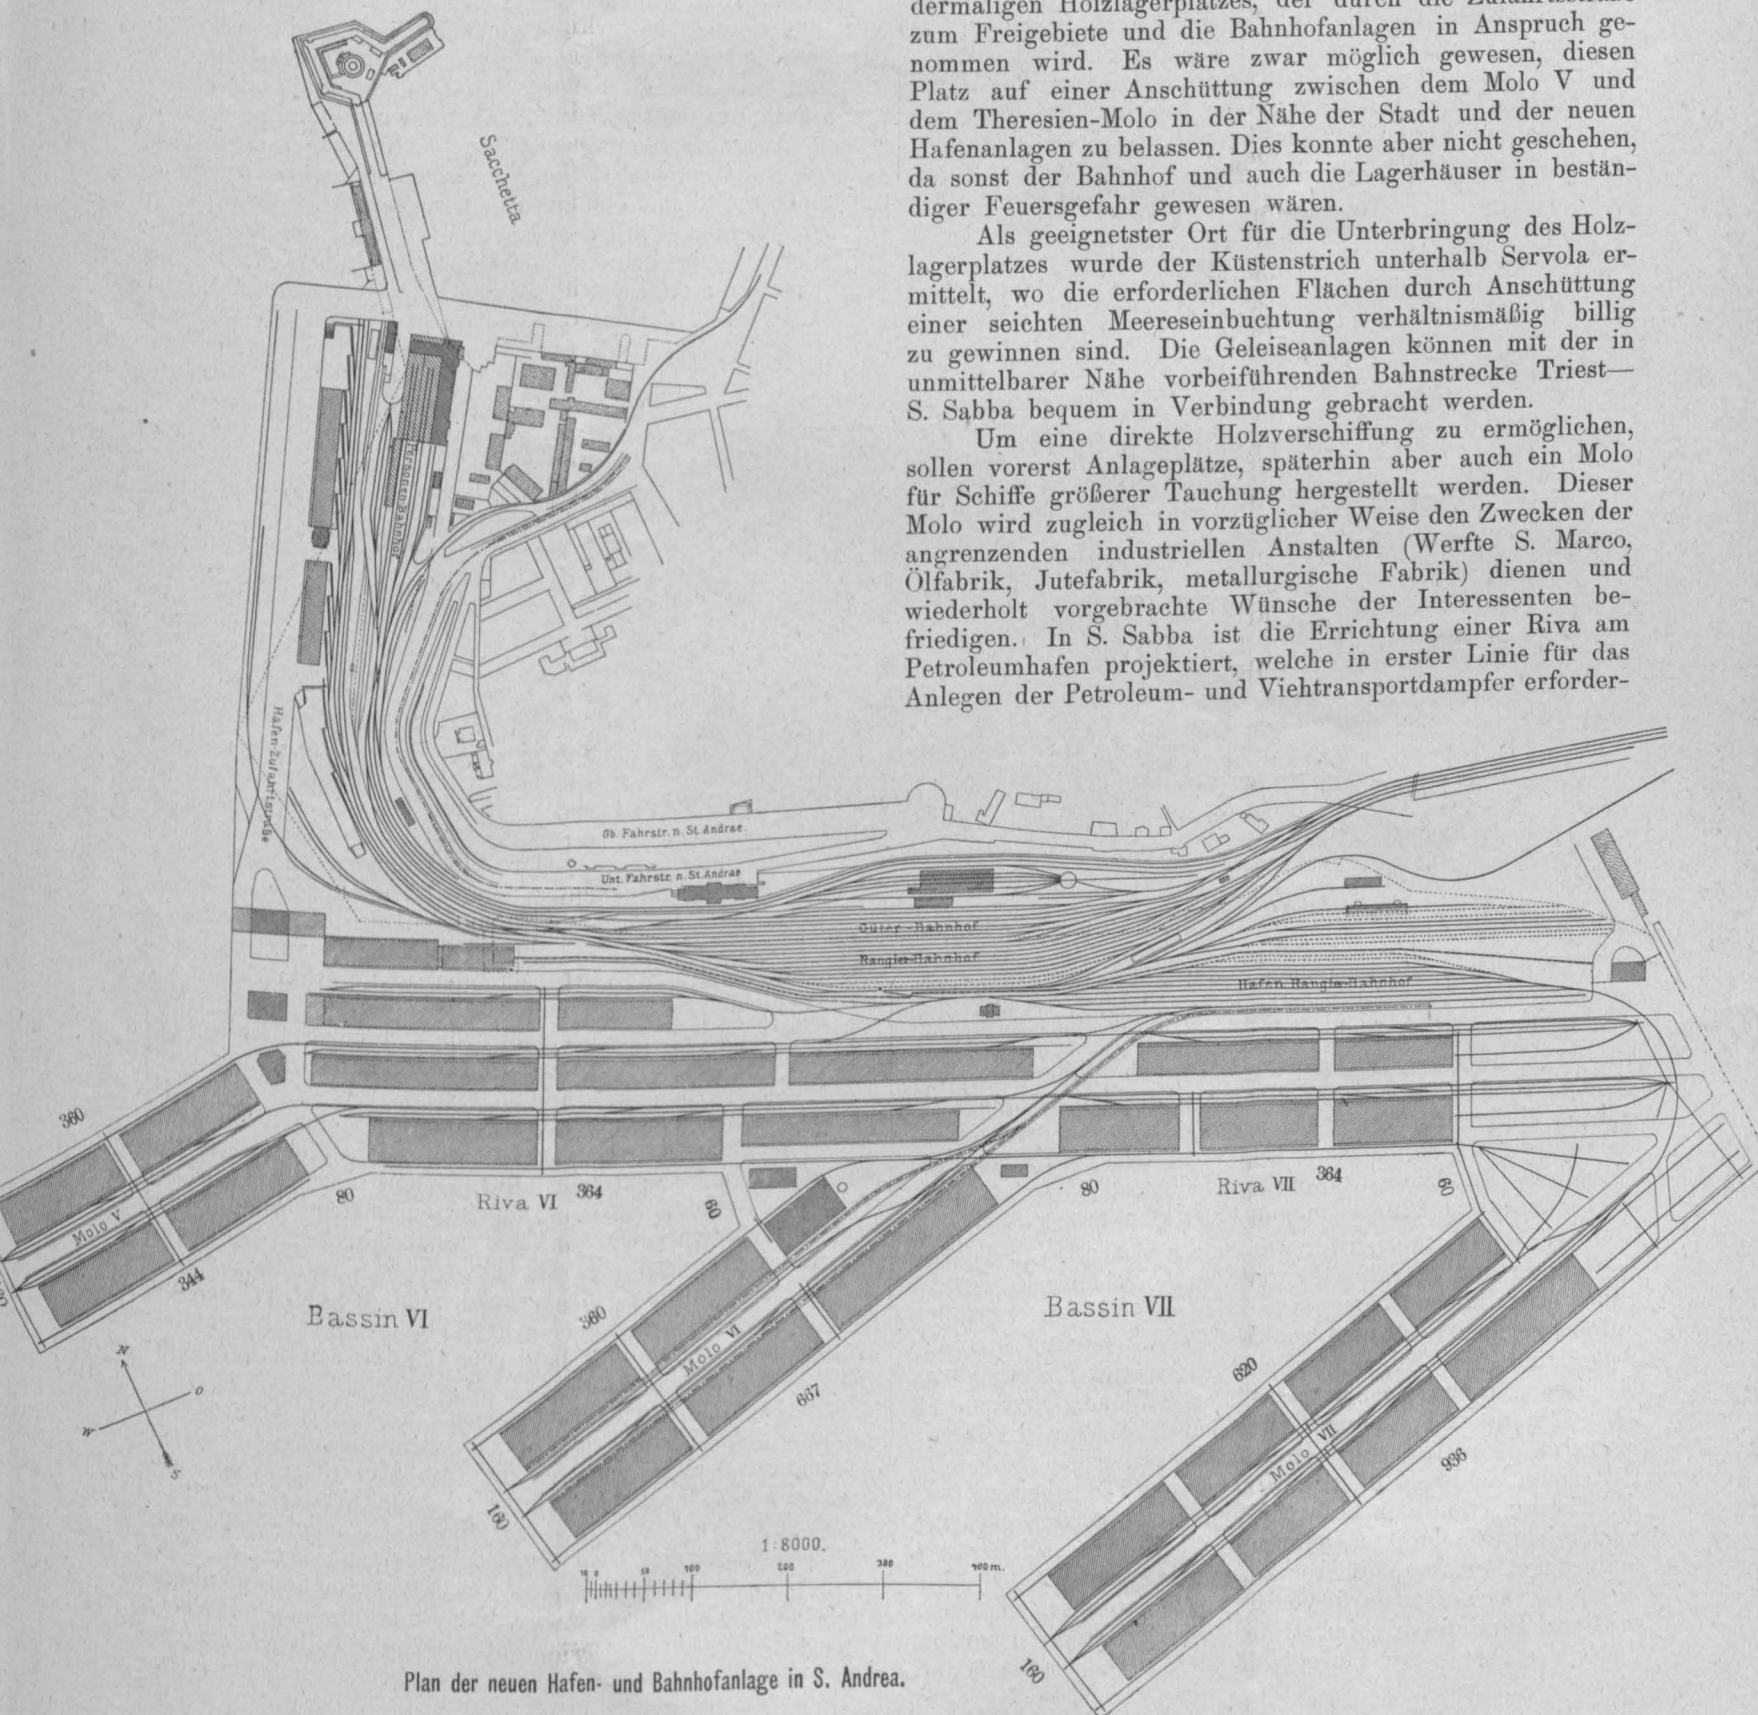 dermaligen Holzlagerplatzes, der durch die Zufahrtsstraße
zum Freigebiete und die Bahnhofanlagen in Anspruch ge-
nommen wird. Es wäre zwar möglich gewesen, diesen
Platz auf einer Anschüttung zwischen dem Molo V und
dem Theresien-Molo in der Nähe der Stadt und der neuen
Hafenanlagen zu belassen. Dies konnte aber nicht geschehen,
da sonst der Bahnhof und auch die Lagerhäuser in bestän-
diger Feuersgefahr gewesen wären.
Als geeignetster Ort für die Unterbringung des Holz-
lagerplatzes wurde der Küstenstrich unterhalb Servola er-
mittelt, wo die erforderlichen Flächen durch Anschüttung
einer seichten Meereseinbuchtung verhältnismäßig billig
zu gewinnen sind. Die Geleiseanlagen können mit der in
unmittelbarer Nähe vorbeiführenden Bahnstrecke Triest—
S. Sabba bequem in Verbindung gebracht werden.
Um eine direkte Holzverschiffung zu ermöglichen,
sollen vorerst Anlageplätze, späterhin aber auch ein Molo
für Schiffe größerer Tauchung hergestellt werden. Dieser
Molo wird zugleich in vorzüglicher Weise den Zwecken der
angrenzenden industriellen Anstalten (Werfte S. Marco,
Ölfabrik, Jutefabrik, metallurgische Fabrik) dienen und
wiederholt vorgebrachte Wünsche der Interessenten be-
friedigen. In S. Sabba ist die Errichtung einer Riva am
Petroleumhafen projektiert, welche in erster Linie für das
Anlegen der Petroleum- und Viehtransportdampfer erforder-
Sacchetta
Personen-Bahnhof
Hafen-Zufahrtstraße
Ob. Fahrstr. n. St. Andrae
Unt. Fahrstr. n. St. Andrae
Güter-Bahnhof
Rangier-Bahnhof
Hafen Rangir-Bahnhof
360
Molo V
344
80
Riva VI
364
60
80
Riva VII
364
60
Bassin VI
360
Molo VI
667
160
Bassin VII
620
Molo VII
936
160
N
O
W
S
1:8000.
10 0 50 100 200 300 400 m.
Plan der neuen Hafen- und Bahnhofanlage in S. Andrea.